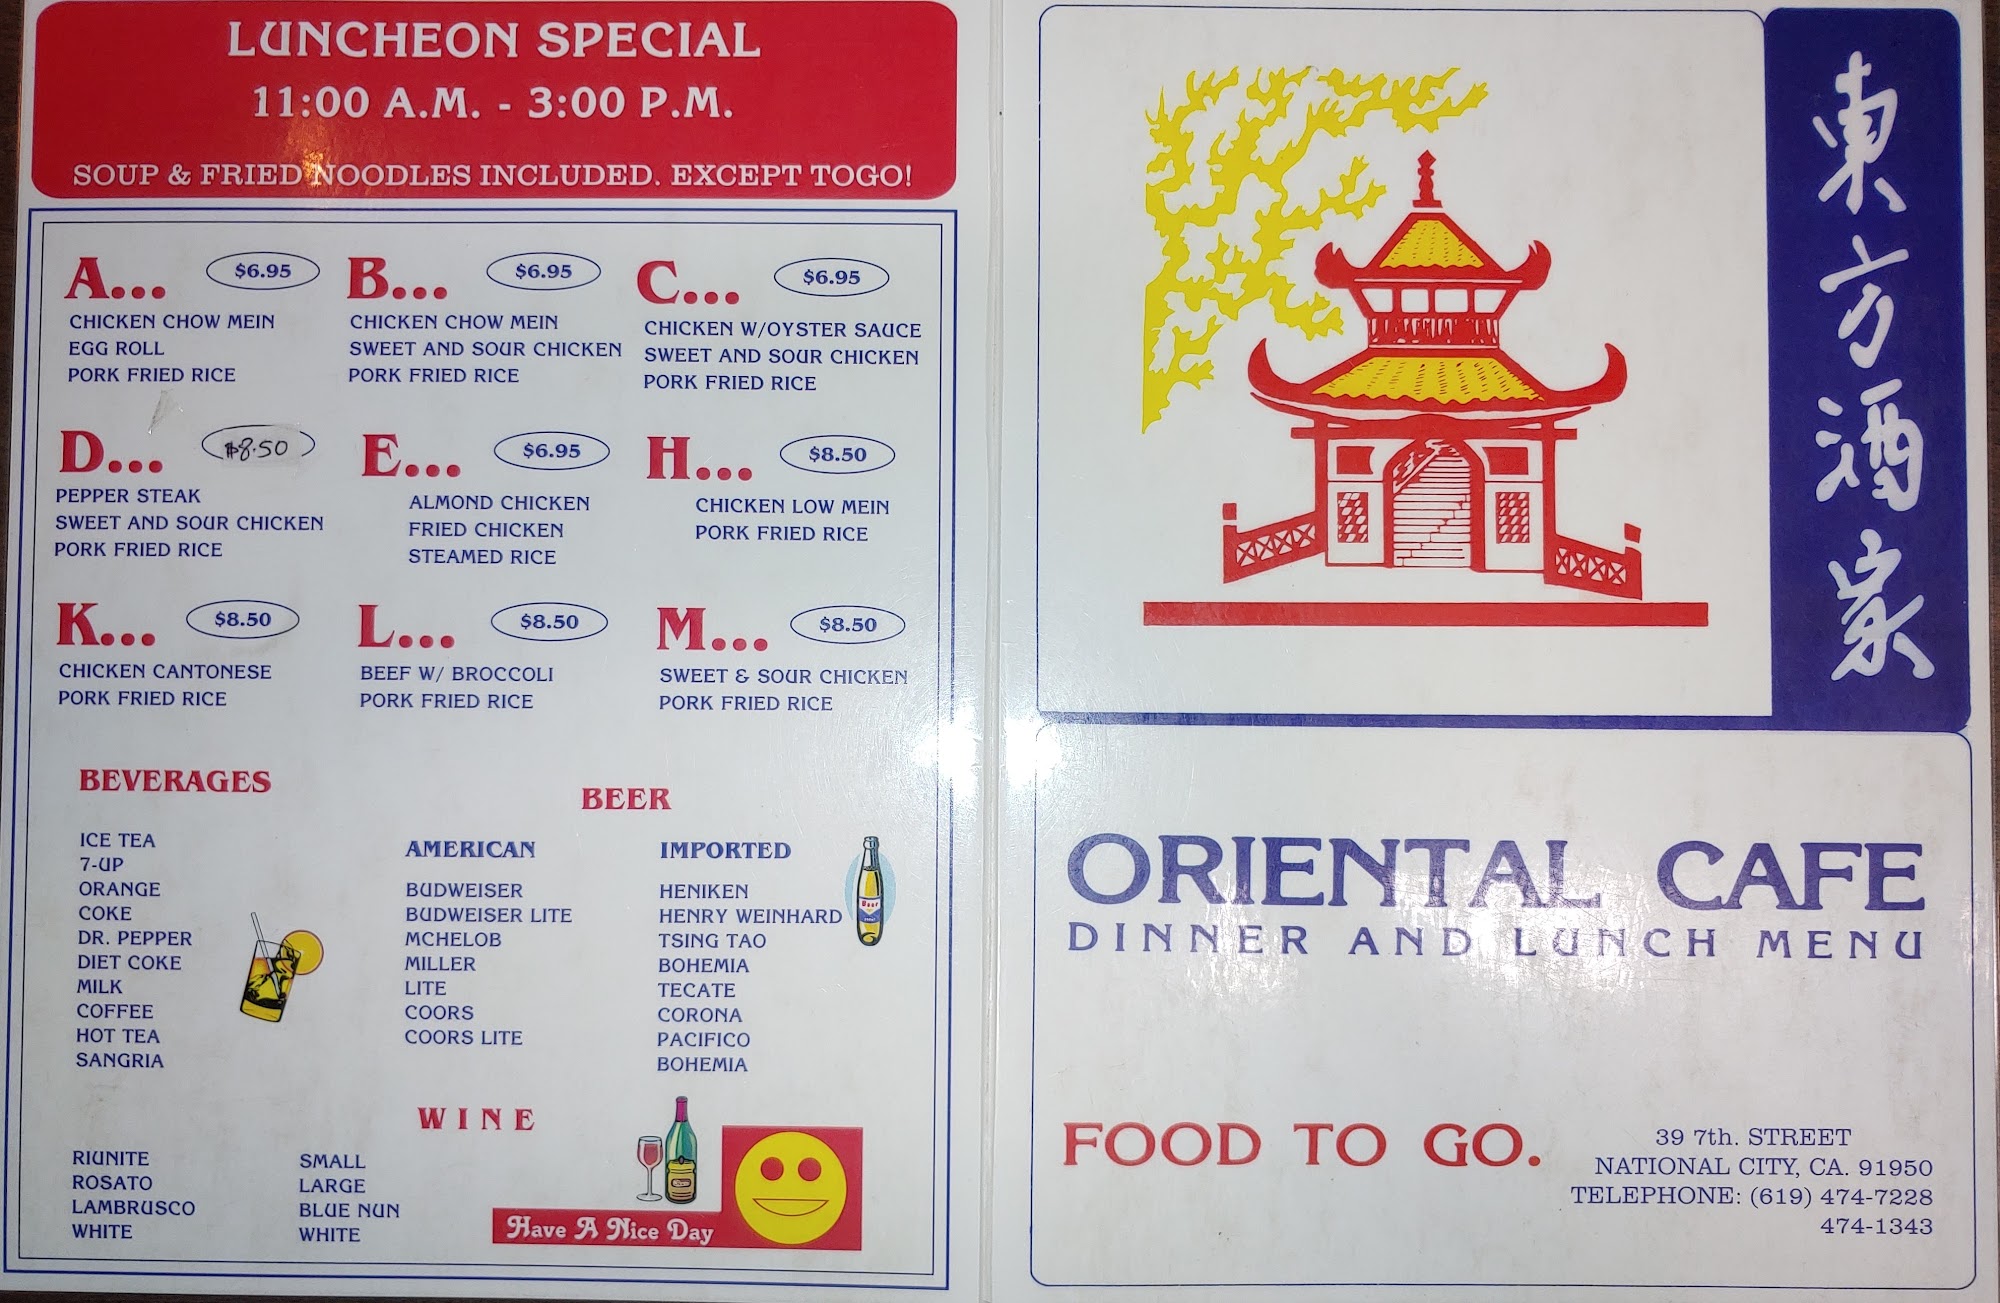 LUNCHEON SPECIAL
11:00 A.M. - 3:00 P.M.
SOUP & FRIED NOODLES INCLUDED. EXCEPT TOGO!
A... $6.95
CHICKEN CHOW MEIN
EGG ROLL
PORK FRIED RICE
B... $6.95
CHICKEN CHOW MEIN
SWEET AND SOUR CHICKEN
PORK FRIED RICE
C... $6.95
CHICKEN W/OYSTER SAUCE
SWEET AND SOUR CHICKEN
PORK FRIED RICE
D... $8.50
PEPPER STEAK
SWEET AND SOUR CHICKEN
PORK FRIED RICE
E... $6.95
ALMOND CHICKEN
FRIED CHICKEN
STEAMED RICE
H... $8.50
CHICKEN LOW MEIN
PORK FRIED RICE
K... $8.50
CHICKEN CANTONESE
PORK FRIED RICE
L... $8.50
BEEF W/ BROCCOLI
PORK FRIED RICE
M... $8.50
SWEET & SOUR CHICKEN
PORK FRIED RICE
BEVERAGES
ICE TEA
7-UP
ORANGE
COKE
DR. PEPPER
DIET COKE
MILK
COFFEE
HOT TEA
SANGRIA
BEER
AMERICAN
BUDWEISER
BUDWEISER LITE
MCHELOB
MILLER
LITE
COORS
COORS LITE
IMPORTED
HENIKEN
HENRY WEINHARD
TSING TAO
BOHEMIA
TECATE
CORONA
PACIFICO
BOHEMIA
Beer
WINE
RIUNITE
ROSATO
LAMBRUSCO
WHITE
SMALL
LARGE
BLUE NUN
WHITE
Have A Nice Day
東方酒家
ORIENTAL CAFE
DINNER AND LUNCH MENU
FOOD TO GO.
39 7th. STREET
NATIONAL CITY, CA. 91950
TELEPHONE: (619) 474-7228
474-1343